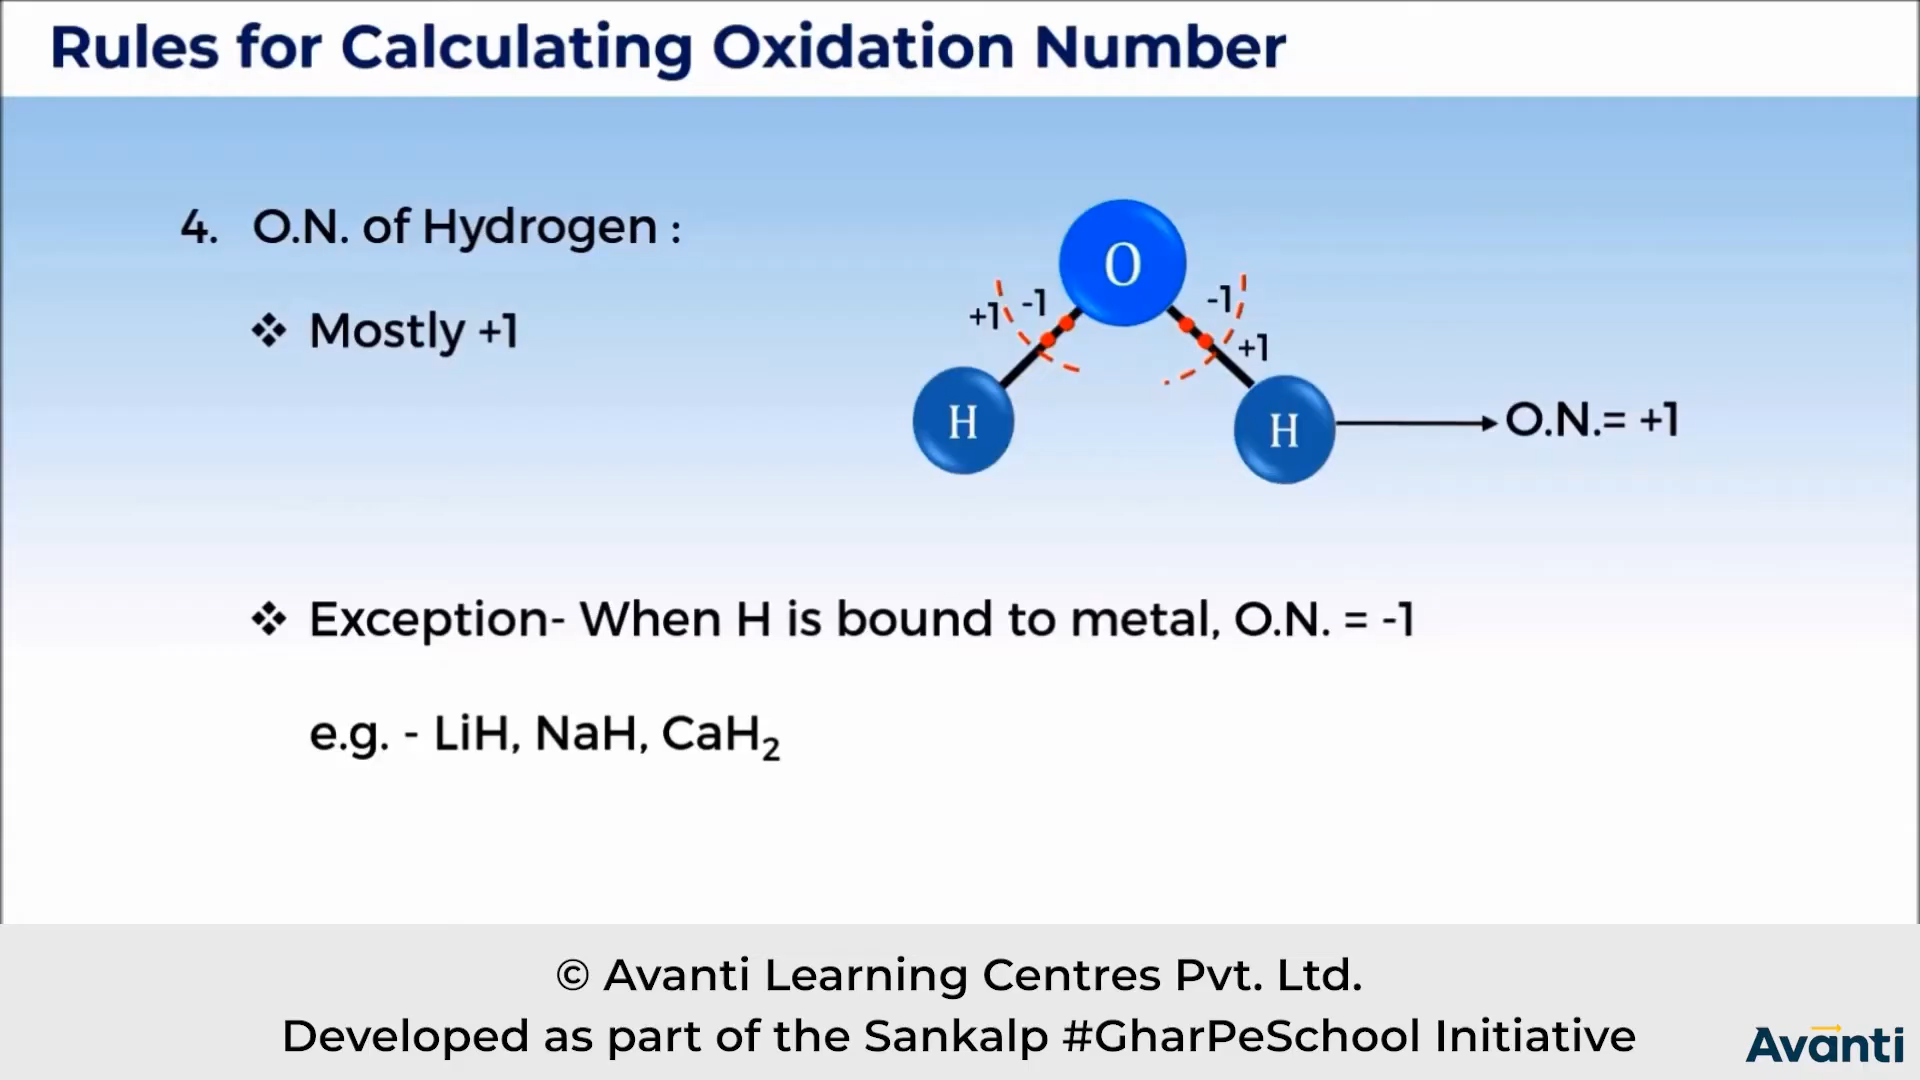 Rules for Calculating Oxidation Number
4. O.N. of Hydrogen :
❖ Mostly +1
O
+1 -1
-1 +1
H
H
O.N.= +1
❖ Exception- When H is bound to metal, O.N. = -1
e.g. - LiH, NaH, CaH₂
© Avanti Learning Centres Pvt. Ltd.
Developed as part of the Sankalp #GharPeSchool Initiative
Avanti